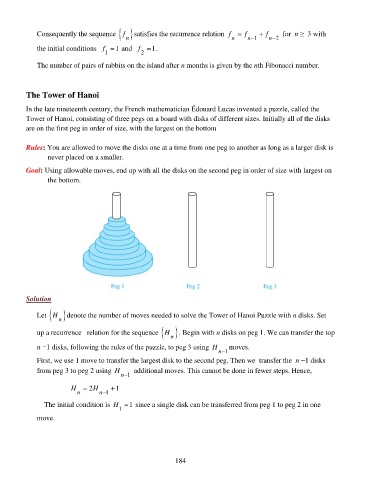 Consequently the sequence {f_n} satisfies the recurrence relation f_n = f_{n−1} + f_{n−2} for n ≥ 3 with
the initial conditions f_1 = 1 and f_2 = 1.
The number of pairs of rabbits on the island after n months is given by the nth Fibonacci number.
The Tower of Hanoi
In the late nineteenth century, the French mathematician Édouard Lucas invented a puzzle, called the
Tower of Hanoi, consisting of three pegs on a board with disks of different sizes. Initially all of the disks
are on the first peg in order of size, with the largest on the bottom
Rules: You are allowed to move the disks one at a time from one peg to another as long as a larger disk is
never placed on a smaller.
Goal: Using allowable moves, end up with all the disks on the second peg in order of size with largest on
the bottom.
Peg 1 Peg 2 Peg 3
Solution
Let {H_n} denote the number of moves needed to solve the Tower of Hanoi Puzzle with n disks. Set
up a recurrence relation for the sequence {H_n}. Begin with n disks on peg 1. We can transfer the top
n −1 disks, following the rules of the puzzle, to peg 3 using H_{n−1} moves.
First, we use 1 move to transfer the largest disk to the second peg. Then we transfer the n −1 disks
from peg 3 to peg 2 using H_{n−1} additional moves. This cannot be done in fewer steps. Hence,
H_n = 2H_{n−1} + 1
The initial condition is H_1 = 1 since a single disk can be transferred from peg 1 to peg 2 in one
move.
184